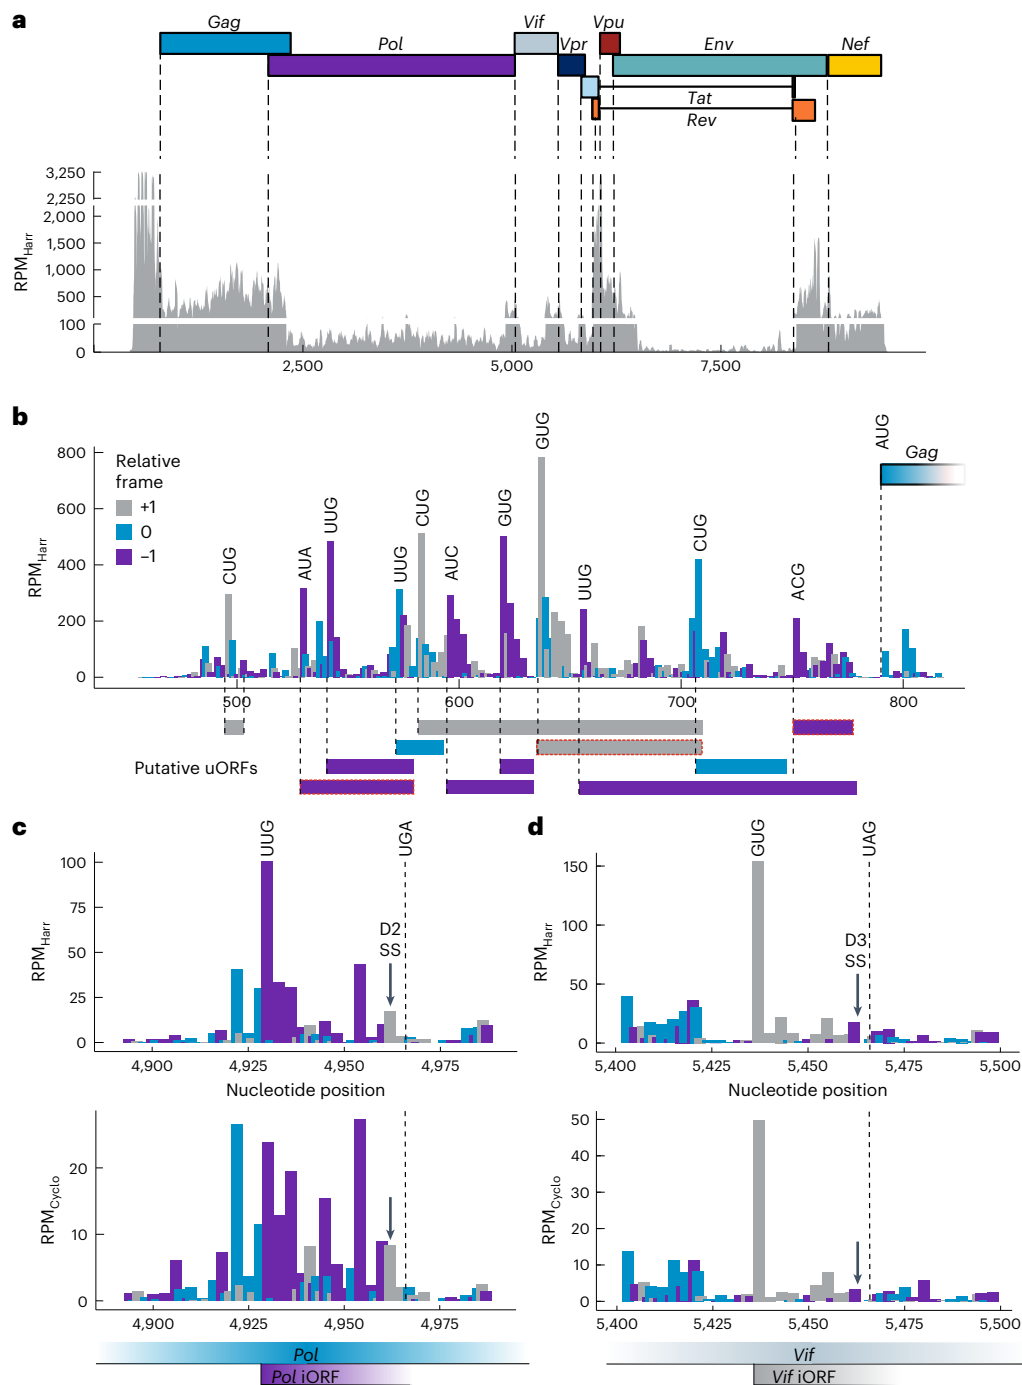 a
Gag
Pol
Vif
Vpr
Vpu
Env
Nef
Tat
Rev
RPM_Harr
3,250
2,250
2,000
1,500
1,000
500
100
0
2,500 5,000 7,500
b
Relative
frame
+1
0
−1
RPM_Harr
800
600
400
200
0
CUG
AUA
UUG
UUG
CUG
AUC
GUG
GUG
UUG
CUG
ACG
AUG
Gag
500 600 700 800
Putative uORFs
c
UUG
UGA
D2
SS
RPM_Harr
100
75
50
25
0
4,900 4,925 4,950 4,975
Nucleotide position
RPM_Cyclo
20
10
0
4,900 4,925 4,950 4,975
Pol
Pol iORF
d
GUG
UAG
D3
SS
RPM_Harr
150
100
50
0
5,400 5,425 5,450 5,475 5,500
Nucleotide position
RPM_Cyclo
50
40
30
20
10
0
5,400 5,425 5,450 5,475 5,500
Vif
Vif iORF